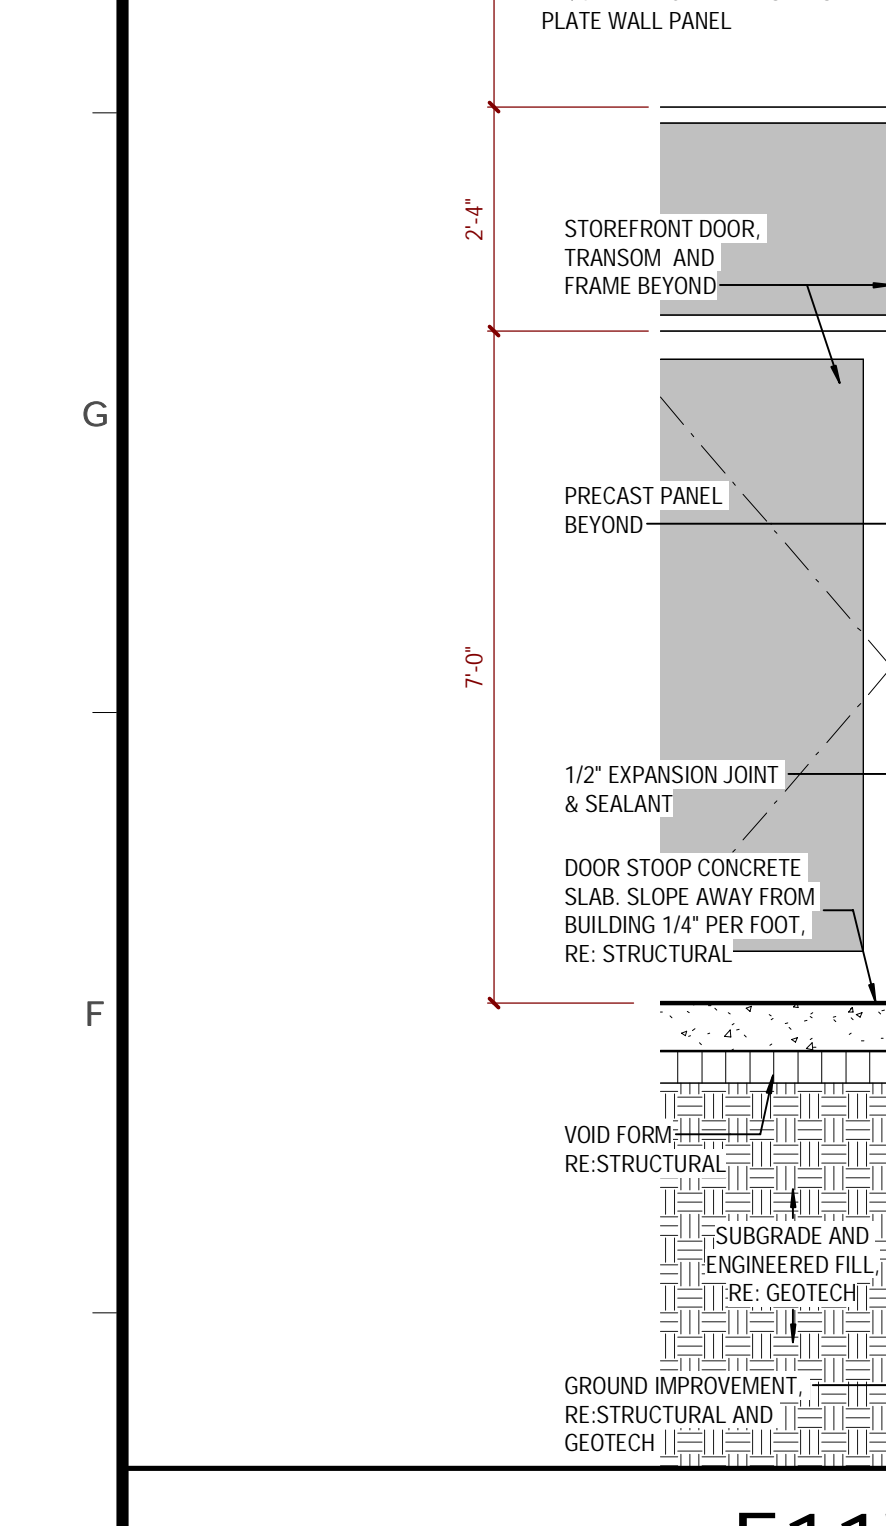 PLATE WALL PANEL
2'-4"
STOREFRONT DOOR,
TRANSOM AND
FRAME BEYOND
G
PRECAST PANEL
BEYOND
7'-0"
1/2" EXPANSION JOINT
& SEALANT
DOOR STOOP CONCRETE
SLAB. SLOPE AWAY FROM
BUILDING 1/4" PER FOOT,
RE: STRUCTURAL
F
VOID FORM
RE:STRUCTURAL
SUBGRADE AND
ENGINEERED FILL,
RE: GEOTECH
GROUND IMPROVEMENT,
RE:STRUCTURAL AND
GEOTECH